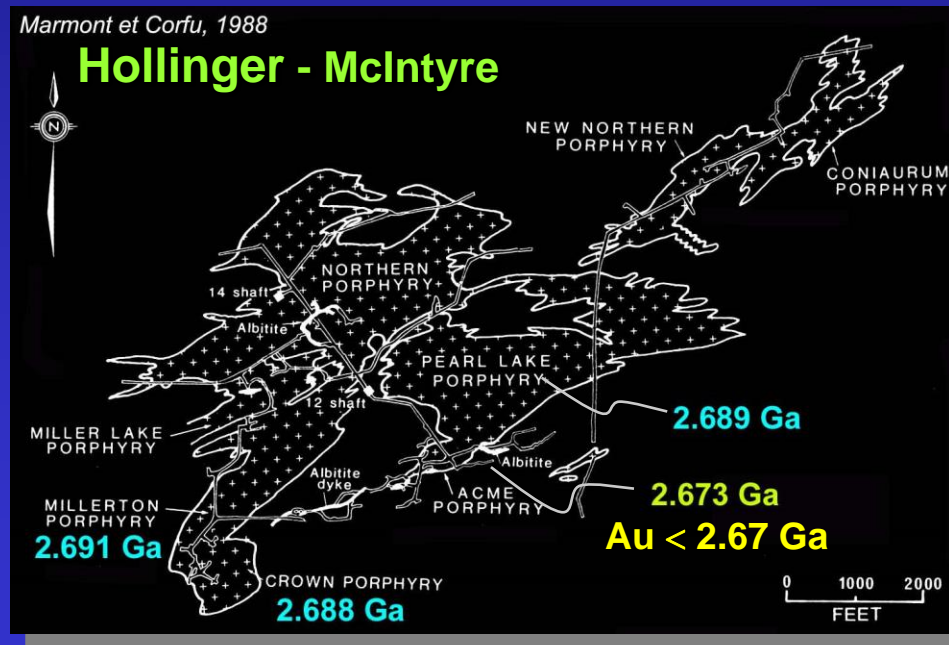 Marmont et Corfu, 1988
Hollinger - McIntyre
N
NEW NORTHERN
PORPHYRY
CONIAURUM
PORPHYRY
NORTHERN
PORPHYRY
14 shaft
Albitite
PEARL LAKE
PORPHYRY
12 shaft
2.689 Ga
MILLER LAKE
PORPHYRY
Albitite
Albitite
dyke
ACME
PORPHYRY
2.673 Ga
MILLERTON
PORPHYRY
Au < 2.67 Ga
2.691 Ga
CROWN PORPHYRY
2.688 Ga
0 1000 2000
FEET